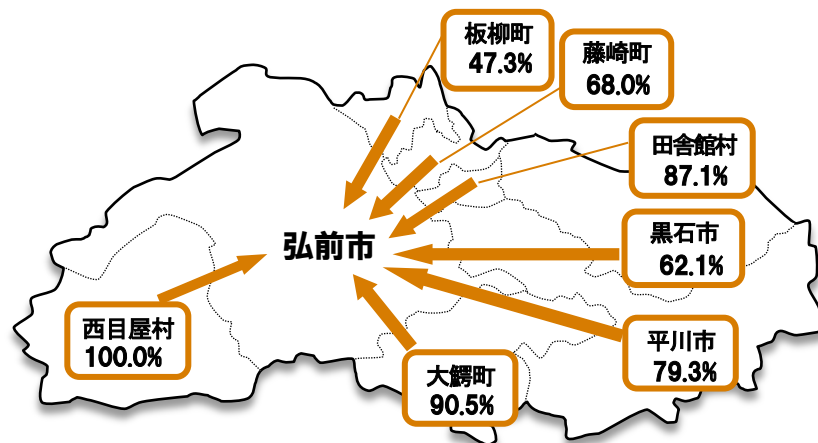 板柳町
47.3%
藤崎町
68.0%
田舎館村
87.1%
黒石市
62.1%
弘前市
西目屋村
100.0%
平川市
79.3%
大鰐町
90.5%